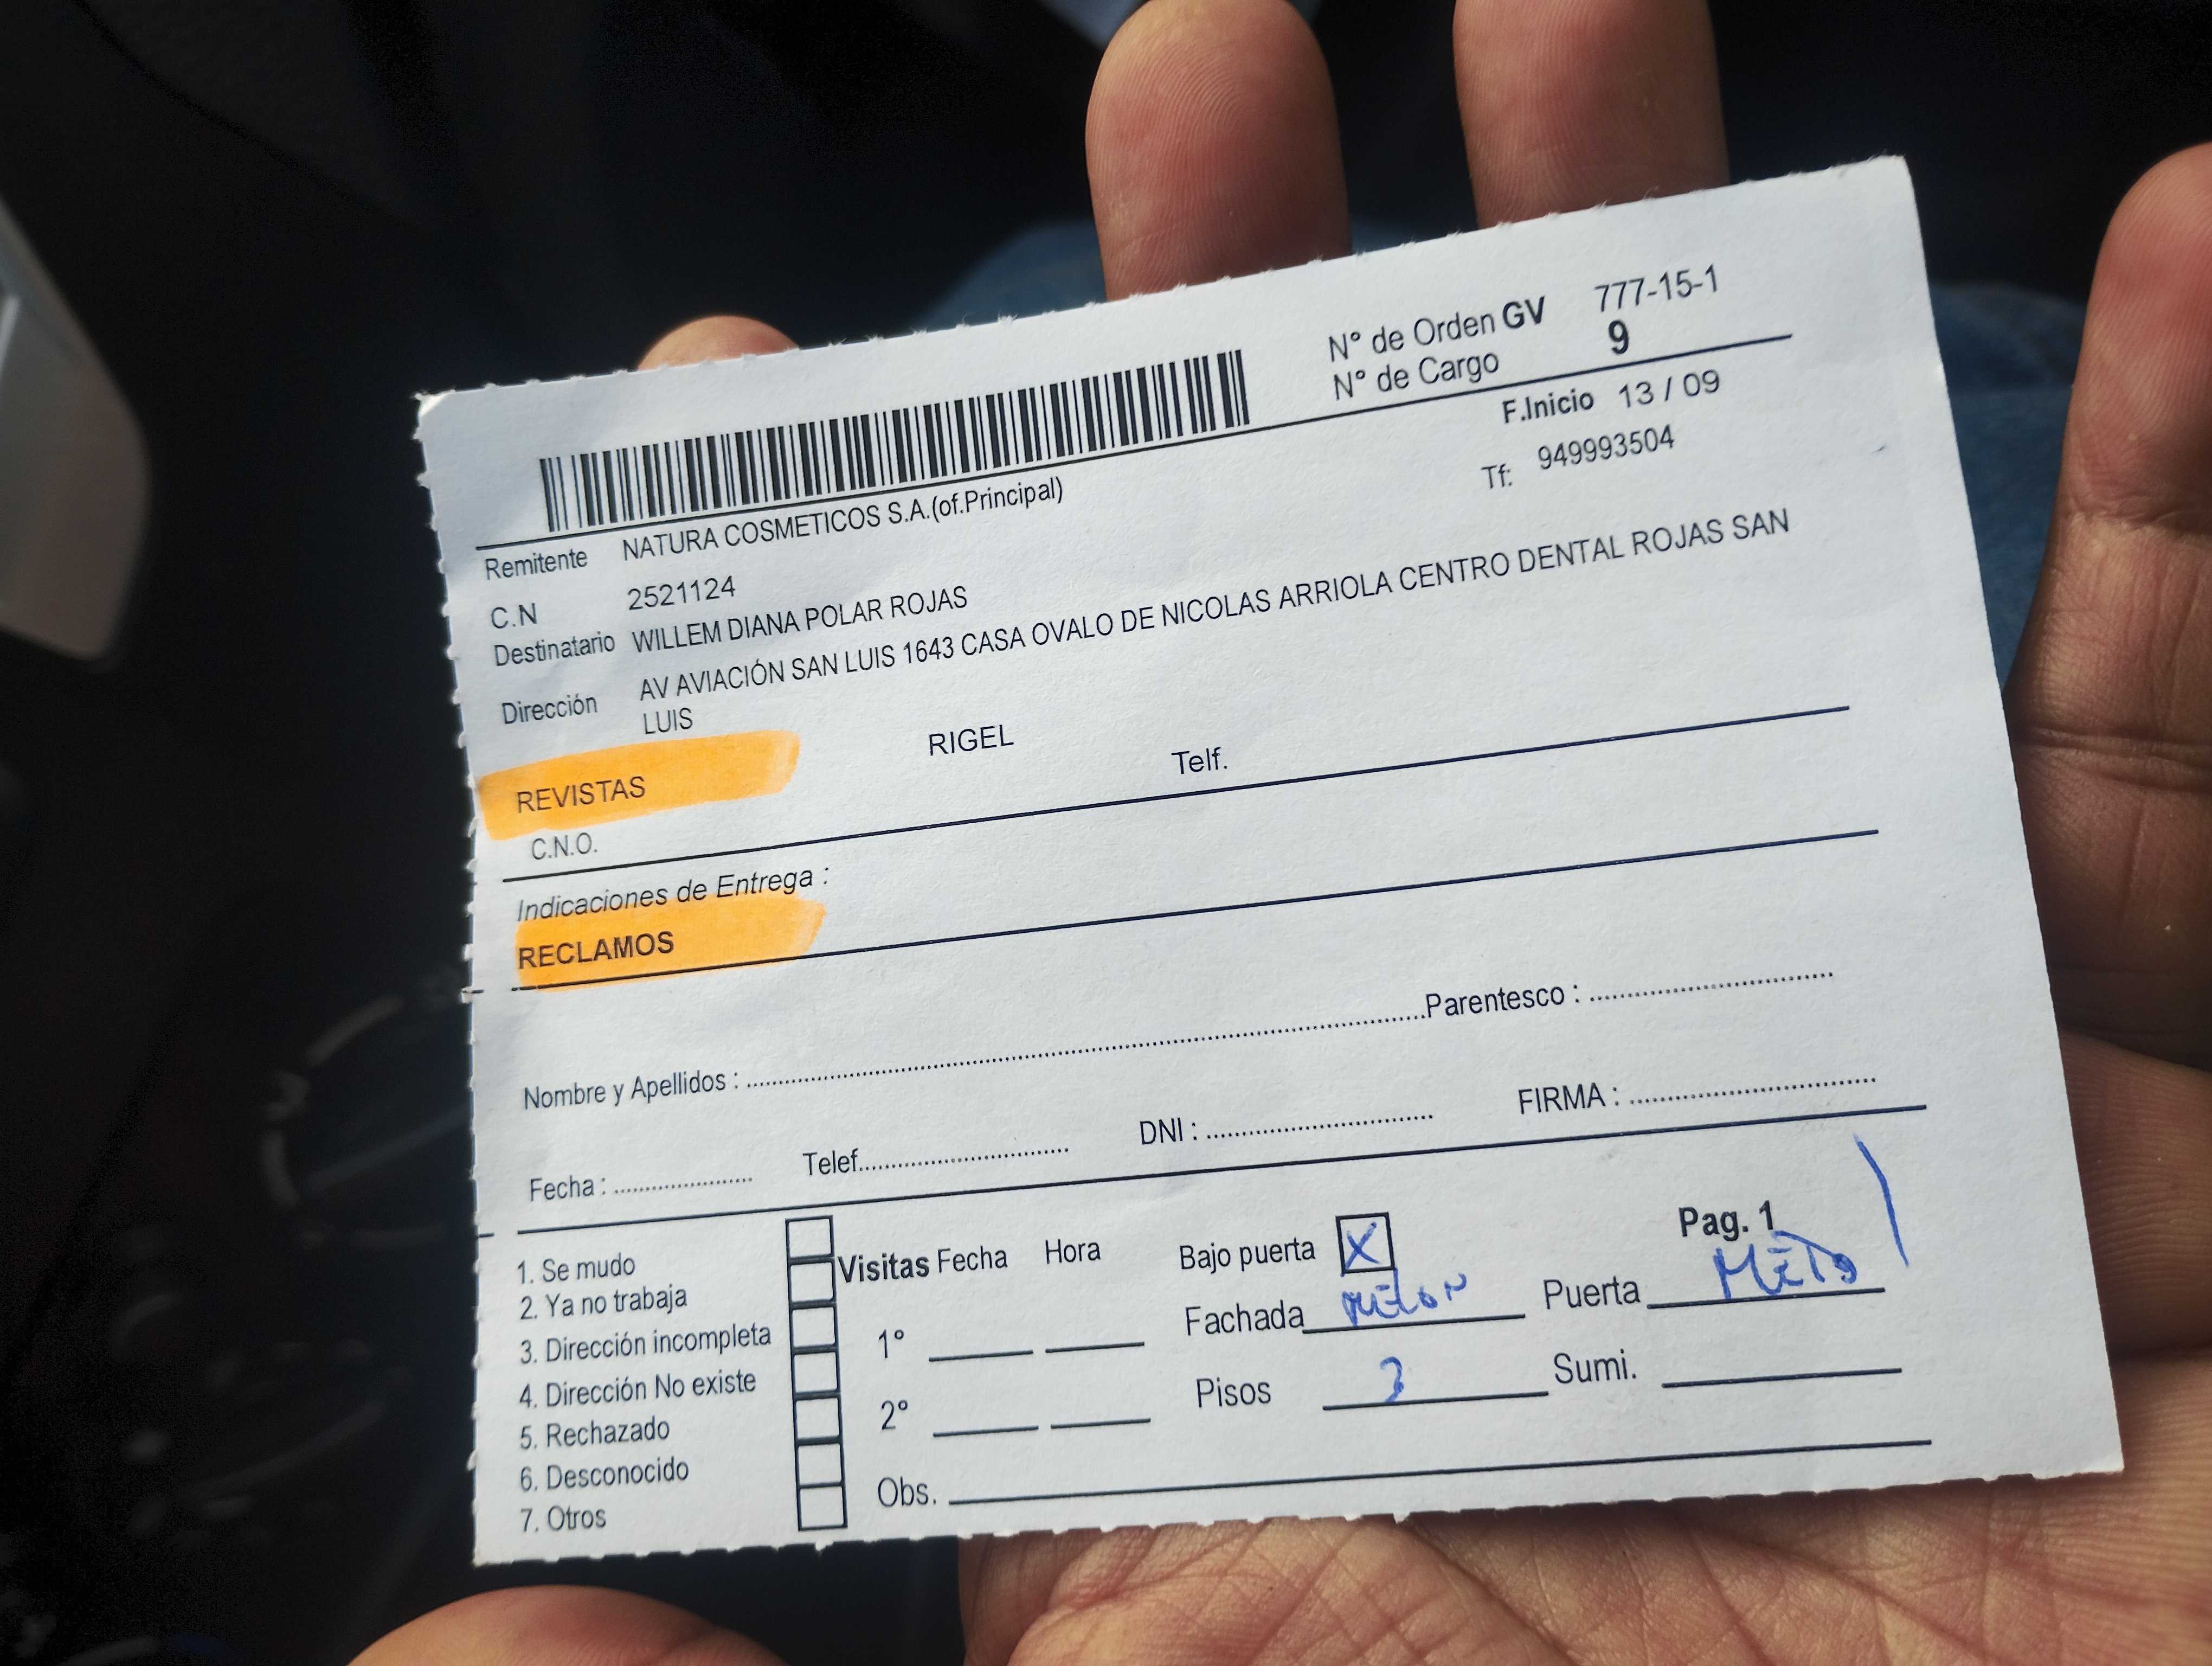 N° de Orden GV 777-15-1
N° de Cargo 9
F.Inicio 13 / 09
Tf: 949993504
Remitente NATURA COSMETICOS S.A.(of.Principal)
C.N 2521124
Destinatario WILLEM DIANA POLAR ROJAS
Dirección AV AVIACIÓN SAN LUIS 1643 CASA OVALO DE NICOLAS ARRIOLA CENTRO DENTAL ROJAS SAN
LUIS
REVISTAS RIGEL Telf.
C.N.O.
Indicaciones de Entrega :
RECLAMOS
Nombre y Apellidos : Parentesco :
Fecha : Telef. DNI : FIRMA :
Pag. 1
1. Se mudo
2. Ya no trabaja
3. Dirección incompleta
4. Dirección No existe
5. Rechazado
6. Desconocido
7. Otros
Visitas Fecha Hora
1°
2°
Obs.
Bajo puerta X
Fachada Puerta
Pisos 3 Sumi.